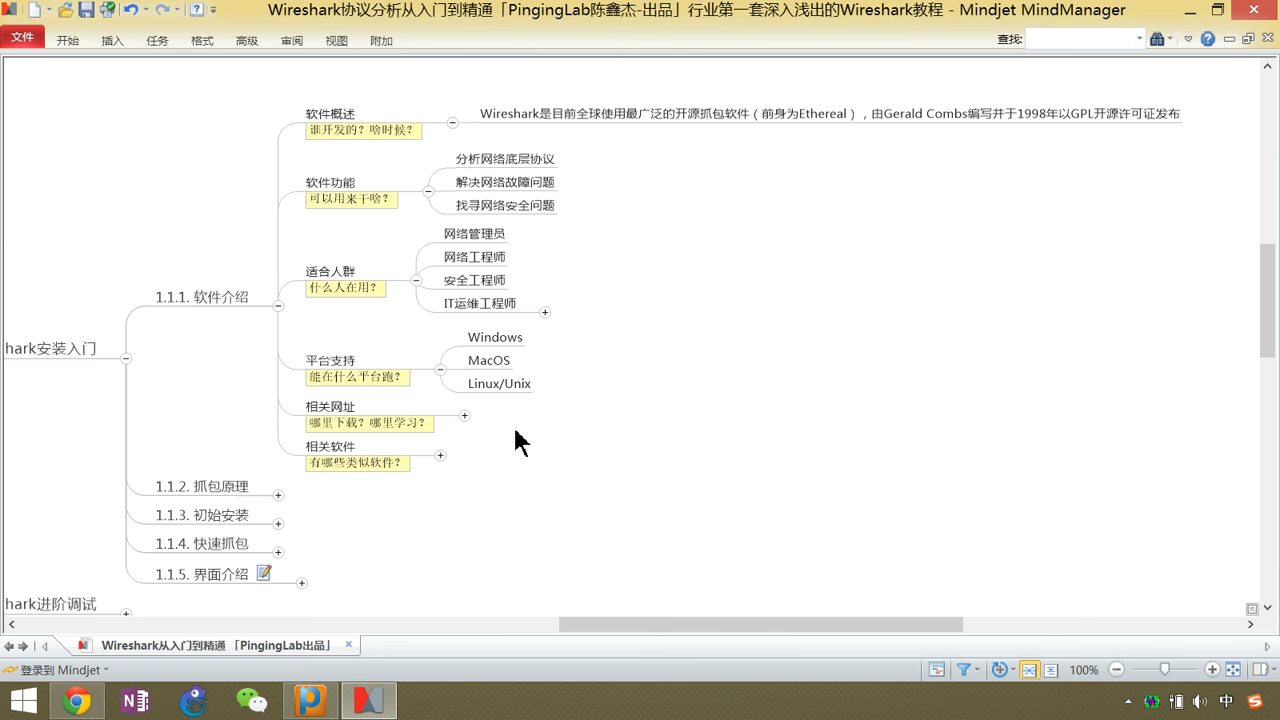 Wireshark协议分析从入门到精通「PingingLab陈鑫杰-出品」行业第一套深入浅出的Wireshark教程 - Mindjet MindManager
文件 开始 插入 任务 格式 高级 审阅 视图 附加 查找:
软件概述
谁开发的？啥时候？
Wireshark是目前全球使用最广泛的开源抓包软件（前身为Ethereal），由Gerald Combs编写并于1998年以GPL开源许可证发布
软件功能
可以用来干啥？
分析网络底层协议
解决网络故障问题
找寻网络安全问题
适合人群
什么人在用？
网络管理员
网络工程师
安全工程师
IT运维工程师
1.1.1. 软件介绍
hark安装入门
平台支持
能在什么平台跑？
Windows
MacOS
Linux/Unix
相关网址
哪里下载？哪里学习？
相关软件
有哪些类似软件？
1.1.2. 抓包原理
1.1.3. 初始安装
1.1.4. 快速抓包
1.1.5. 界面介绍
hark进阶调试
Wireshark从入门到精通 「PingingLab出品」
登录到 Mindjet
100%
中